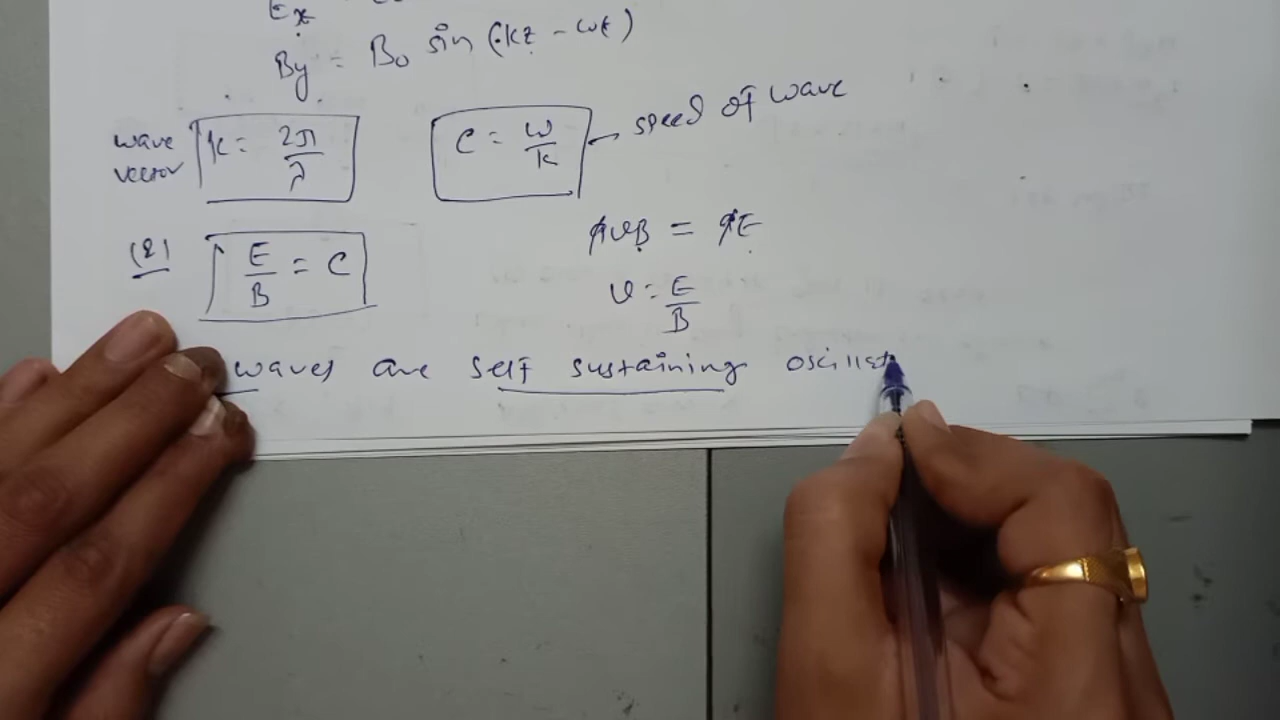 Ex =
By = B₀ sin (kz - ωt)
wave vector k = 2π/λ
c = ω/k → speed of wave
(2) E/B = c
qvB = qE
v = E/B
waves are self sustaining oscillat